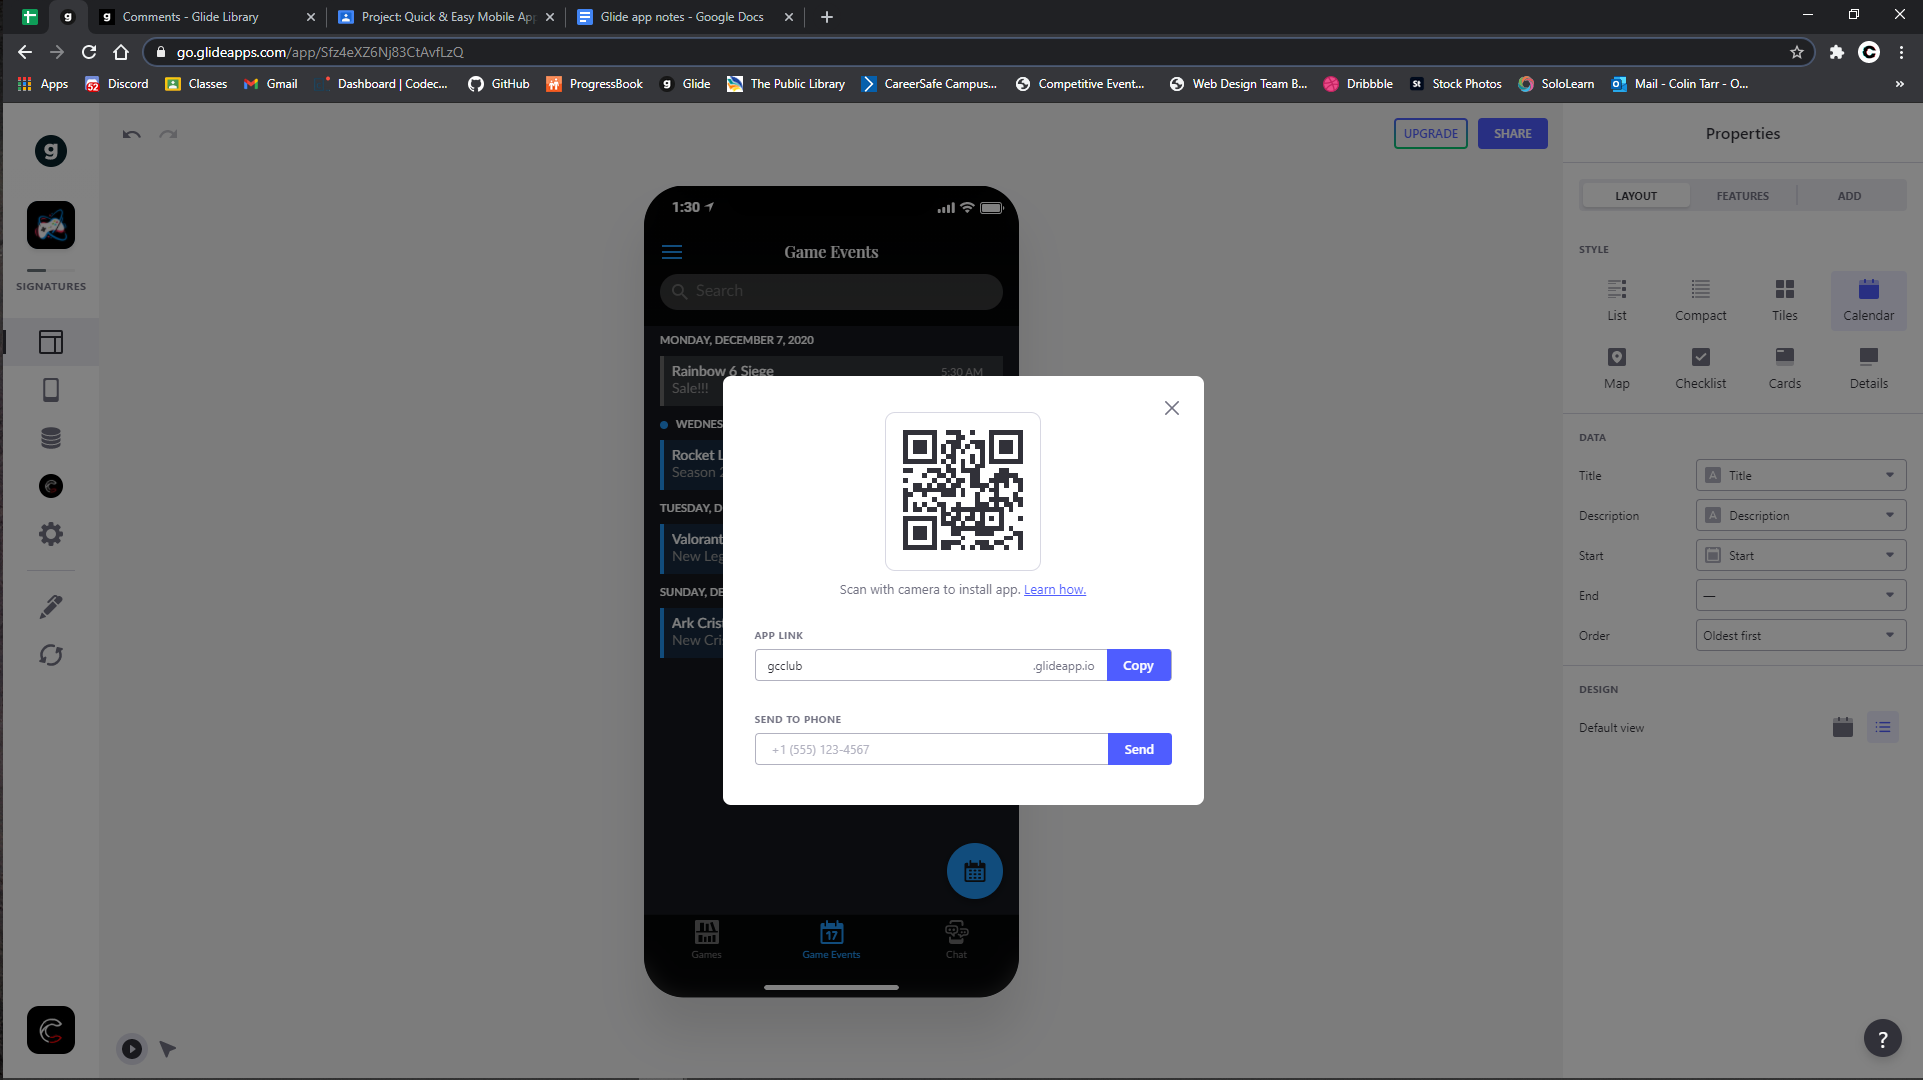 Comments - Glide Library
Project: Quick & Easy Mobile App
Glide app notes - Google Docs
go.glideapps.com/app/Sfz4eXZ6Nj83CtAvfLzQ
Apps
52
Discord
Classes
Gmail
Dashboard | Codec...
GitHub
ProgressBook
g
Glide
The Public Library
CareerSafe Campus...
Competitive Event...
Web Design Team B...
Dribbble
St
Stock Photos
SoloLearn
Mail - Colin Tarr - O...
»
g
SIGNATURES
UPGRADE
SHARE
1:30
Game Events
Search
MONDAY, DECEMBER 7, 2020
Rainbow 6 Siege
5:30 AM
Sale!!!
WEDNES
Rocket L
Season 2
TUESDAY, D
Valorant
New Leg
SUNDAY, DE
Ark Crist
New Cri
17
Games
Game Events
Chat
Scan with camera to install app. Learn how.
APP LINK
gcclub
.glideapp.io
Copy
SEND TO PHONE
+1 (555) 123-4567
Send
Properties
LAYOUT
FEATURES
ADD
STYLE
List
Compact
Tiles
Calendar
Map
Checklist
Cards
Details
DATA
Title
A Title
Description
A Description
Start
Start
End
—
Order
Oldest first
DESIGN
Default view
?